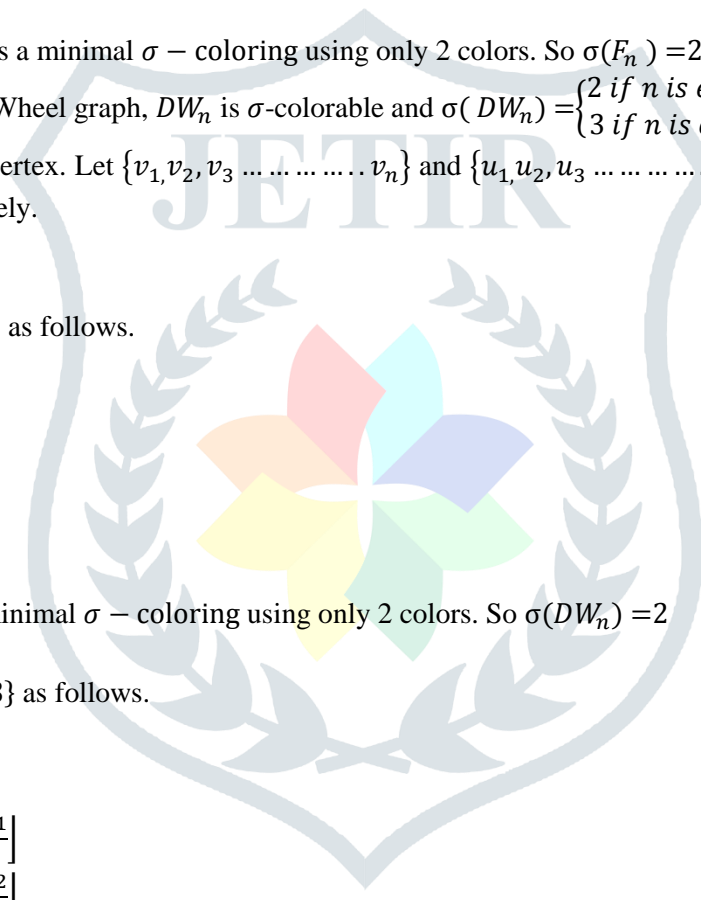 s a minimal σ − coloring using only 2 colors. So σ(Fₙ ) =2
Wheel graph, DWₙ is σ-colorable and σ( DWₙ) = {2 if n is
{3 if n is
ertex. Let {v₁,v₂, v₃ … … … … . . vₙ} and {u₁,u₂, u₃ … … … …
ely.
JETIR
as follows.
inimal σ − coloring using only 2 colors. So σ(DWₙ) =2
} as follows.